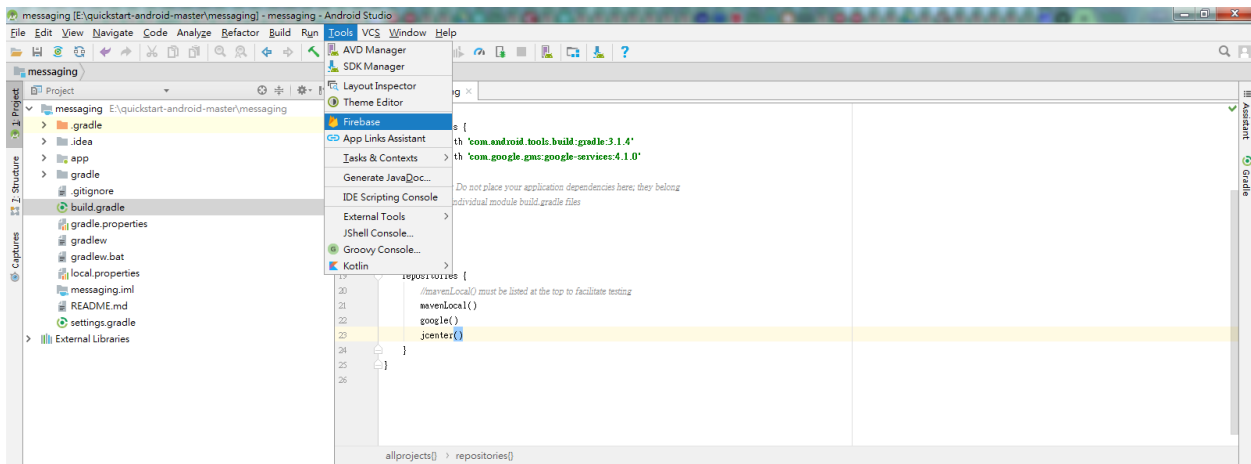 messaging [E:\quickstart-android-master\messaging] - messaging - Android Studio
File Edit View Navigate Code Analyze Refactor Build Run Tools VCS Window Help
messaging
Project
AVD Manager
SDK Manager
Layout Inspector
Theme Editor
Firebase
App Links Assistant
Tasks & Contexts
Generate JavaDoc...
IDE Scripting Console
External Tools
JShell Console...
Groovy Console...
Kotlin
1: Project
7: Structure
Captures
messaging E:\quickstart-android-master\messaging
.gradle
.idea
app
gradle
.gitignore
build.gradle
gradle.properties
gradlew
gradlew.bat
local.properties
messaging.iml
README.md
settings.gradle
External Libraries
s {
th 'com.android.tools.build:gradle:3.1.4'
th 'com.google.gms:google-services:4.1.0'
Do not place your application dependencies here; they belong
individual module build.gradle files
19 repositories {
20 //mavenLocal() must be listed at the top to facilitate testing
21 mavenLocal()
22 google()
23 jcenter()
24 }
25 }
26
allprojects{} › repositories{}
Assistant
Gradle